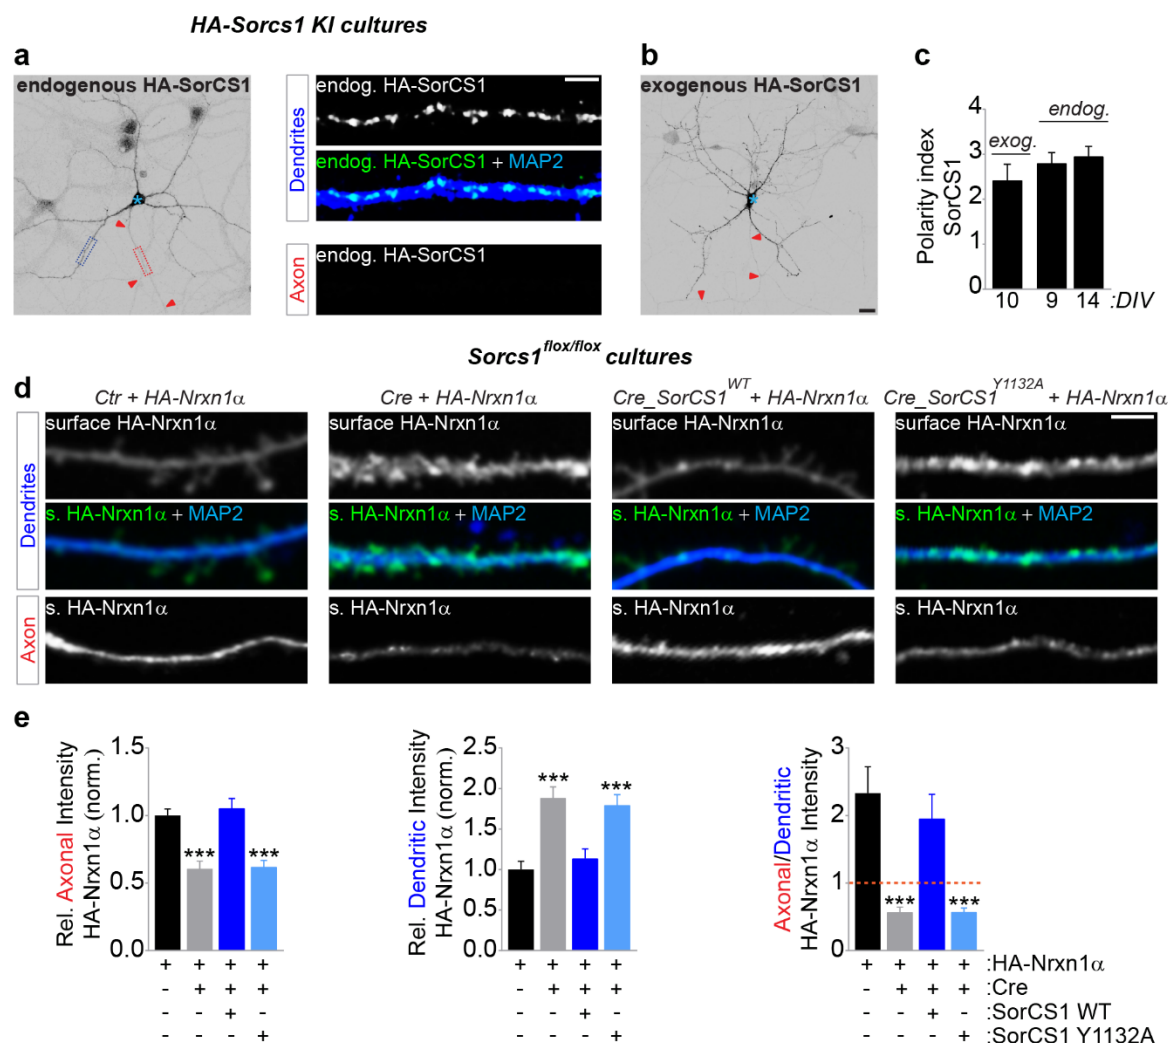 HA-Sorcs1 KI cultures
a
endogenous HA-SorCS1
Dendrites
endog. HA-SorCS1
endog. HA-SorCS1 + MAP2
Axon
endog. HA-SorCS1
b
exogenous HA-SorCS1
c
Polarity index
SorCS1
4
3
2
1
0
exog.
endog.
10 9 14 :DIV
Sorcs1flox/flox cultures
d
Ctr + HA-Nrxn1α
Cre + HA-Nrxn1α
Cre_SorCS1WT + HA-Nrxn1α
Cre_SorCS1Y1132A + HA-Nrxn1α
Dendrites
surface HA-Nrxn1α
surface HA-Nrxn1α
surface HA-Nrxn1α
surface HA-Nrxn1α
s. HA-Nrxn1α + MAP2
s. HA-Nrxn1α + MAP2
s. HA-Nrxn1α + MAP2
s. HA-Nrxn1α + MAP2
Axon
s. HA-Nrxn1α
s. HA-Nrxn1α
s. HA-Nrxn1α
s. HA-Nrxn1α
e
Rel. Axonal Intensity
HA-Nrxn1α (norm.)
1.5
1.0
0.5
0.0
***
***
+ + + +
- + + +
- - + -
- - - +
Rel. Dendritic Intensity
HA-Nrxn1α (norm.)
2.5
2.0
1.5
1.0
0.5
0.0
***
***
+ + + +
- + + +
- - + -
- - - +
Axonal/Dendritic
HA-Nrxn1α Intensity
3
2
1
0
***
***
+ + + + :HA-Nrxn1α
- + + + :Cre
- - + - :SorCS1 WT
- - - + :SorCS1 Y1132A